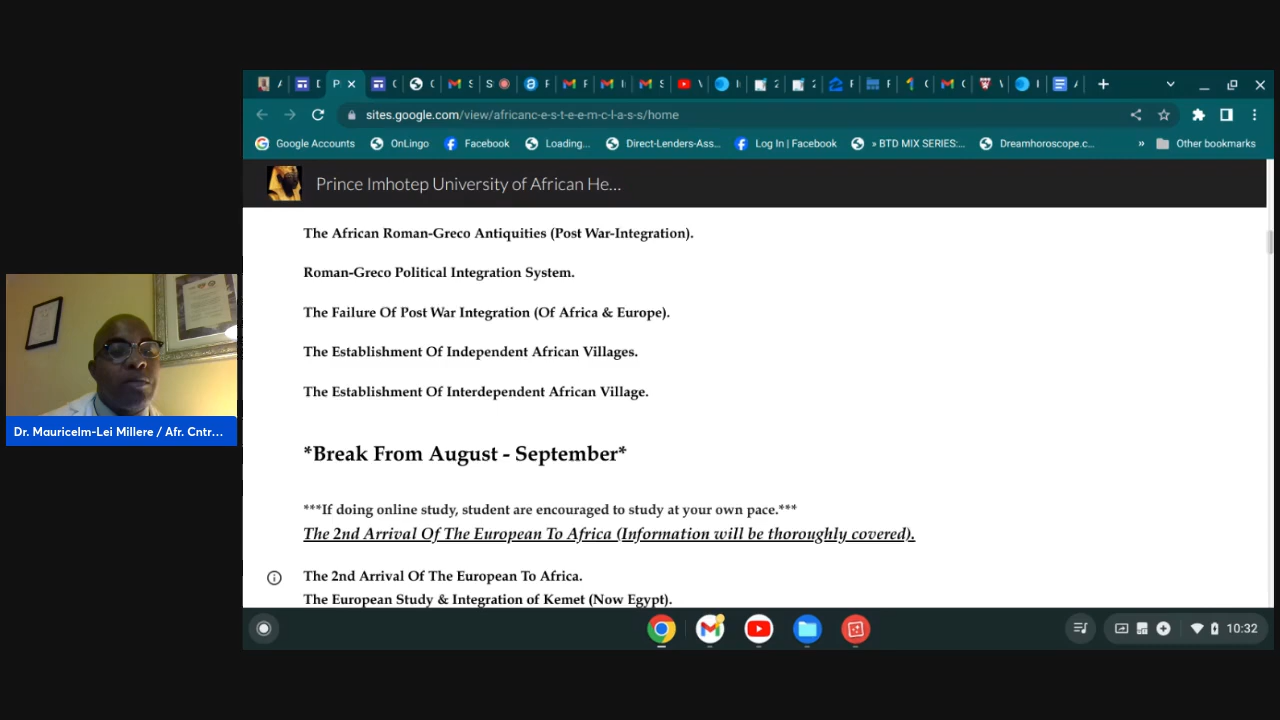 sites.google.com/view/africanc-e-s-t-e-e-m-c-l-a-s-s/home
Google Accounts
OnLingo
Facebook
Loading...
Direct-Lenders-Ass...
Log In | Facebook
» BTD MIX SERIES:...
Dreamhoroscope.c...
»
Other bookmarks
Prince Imhotep University of African He...
The African Roman-Greco Antiquities (Post War-Integration).
Roman-Greco Political Integration System.
The Failure Of Post War Integration (Of Africa & Europe).
The Establishment Of Independent African Villages.
The Establishment Of Interdependent African Village.
*Break From August - September*
***If doing online study, student are encouraged to study at your own pace.***
The 2nd Arrival Of The European To Africa (Information will be thoroughly covered).
The 2nd Arrival Of The European To Africa.
The European Study & Integration of Kemet (Now Egypt).
Dr. Mauricelm-Lei Millere / Afr. Cntr...
10:32